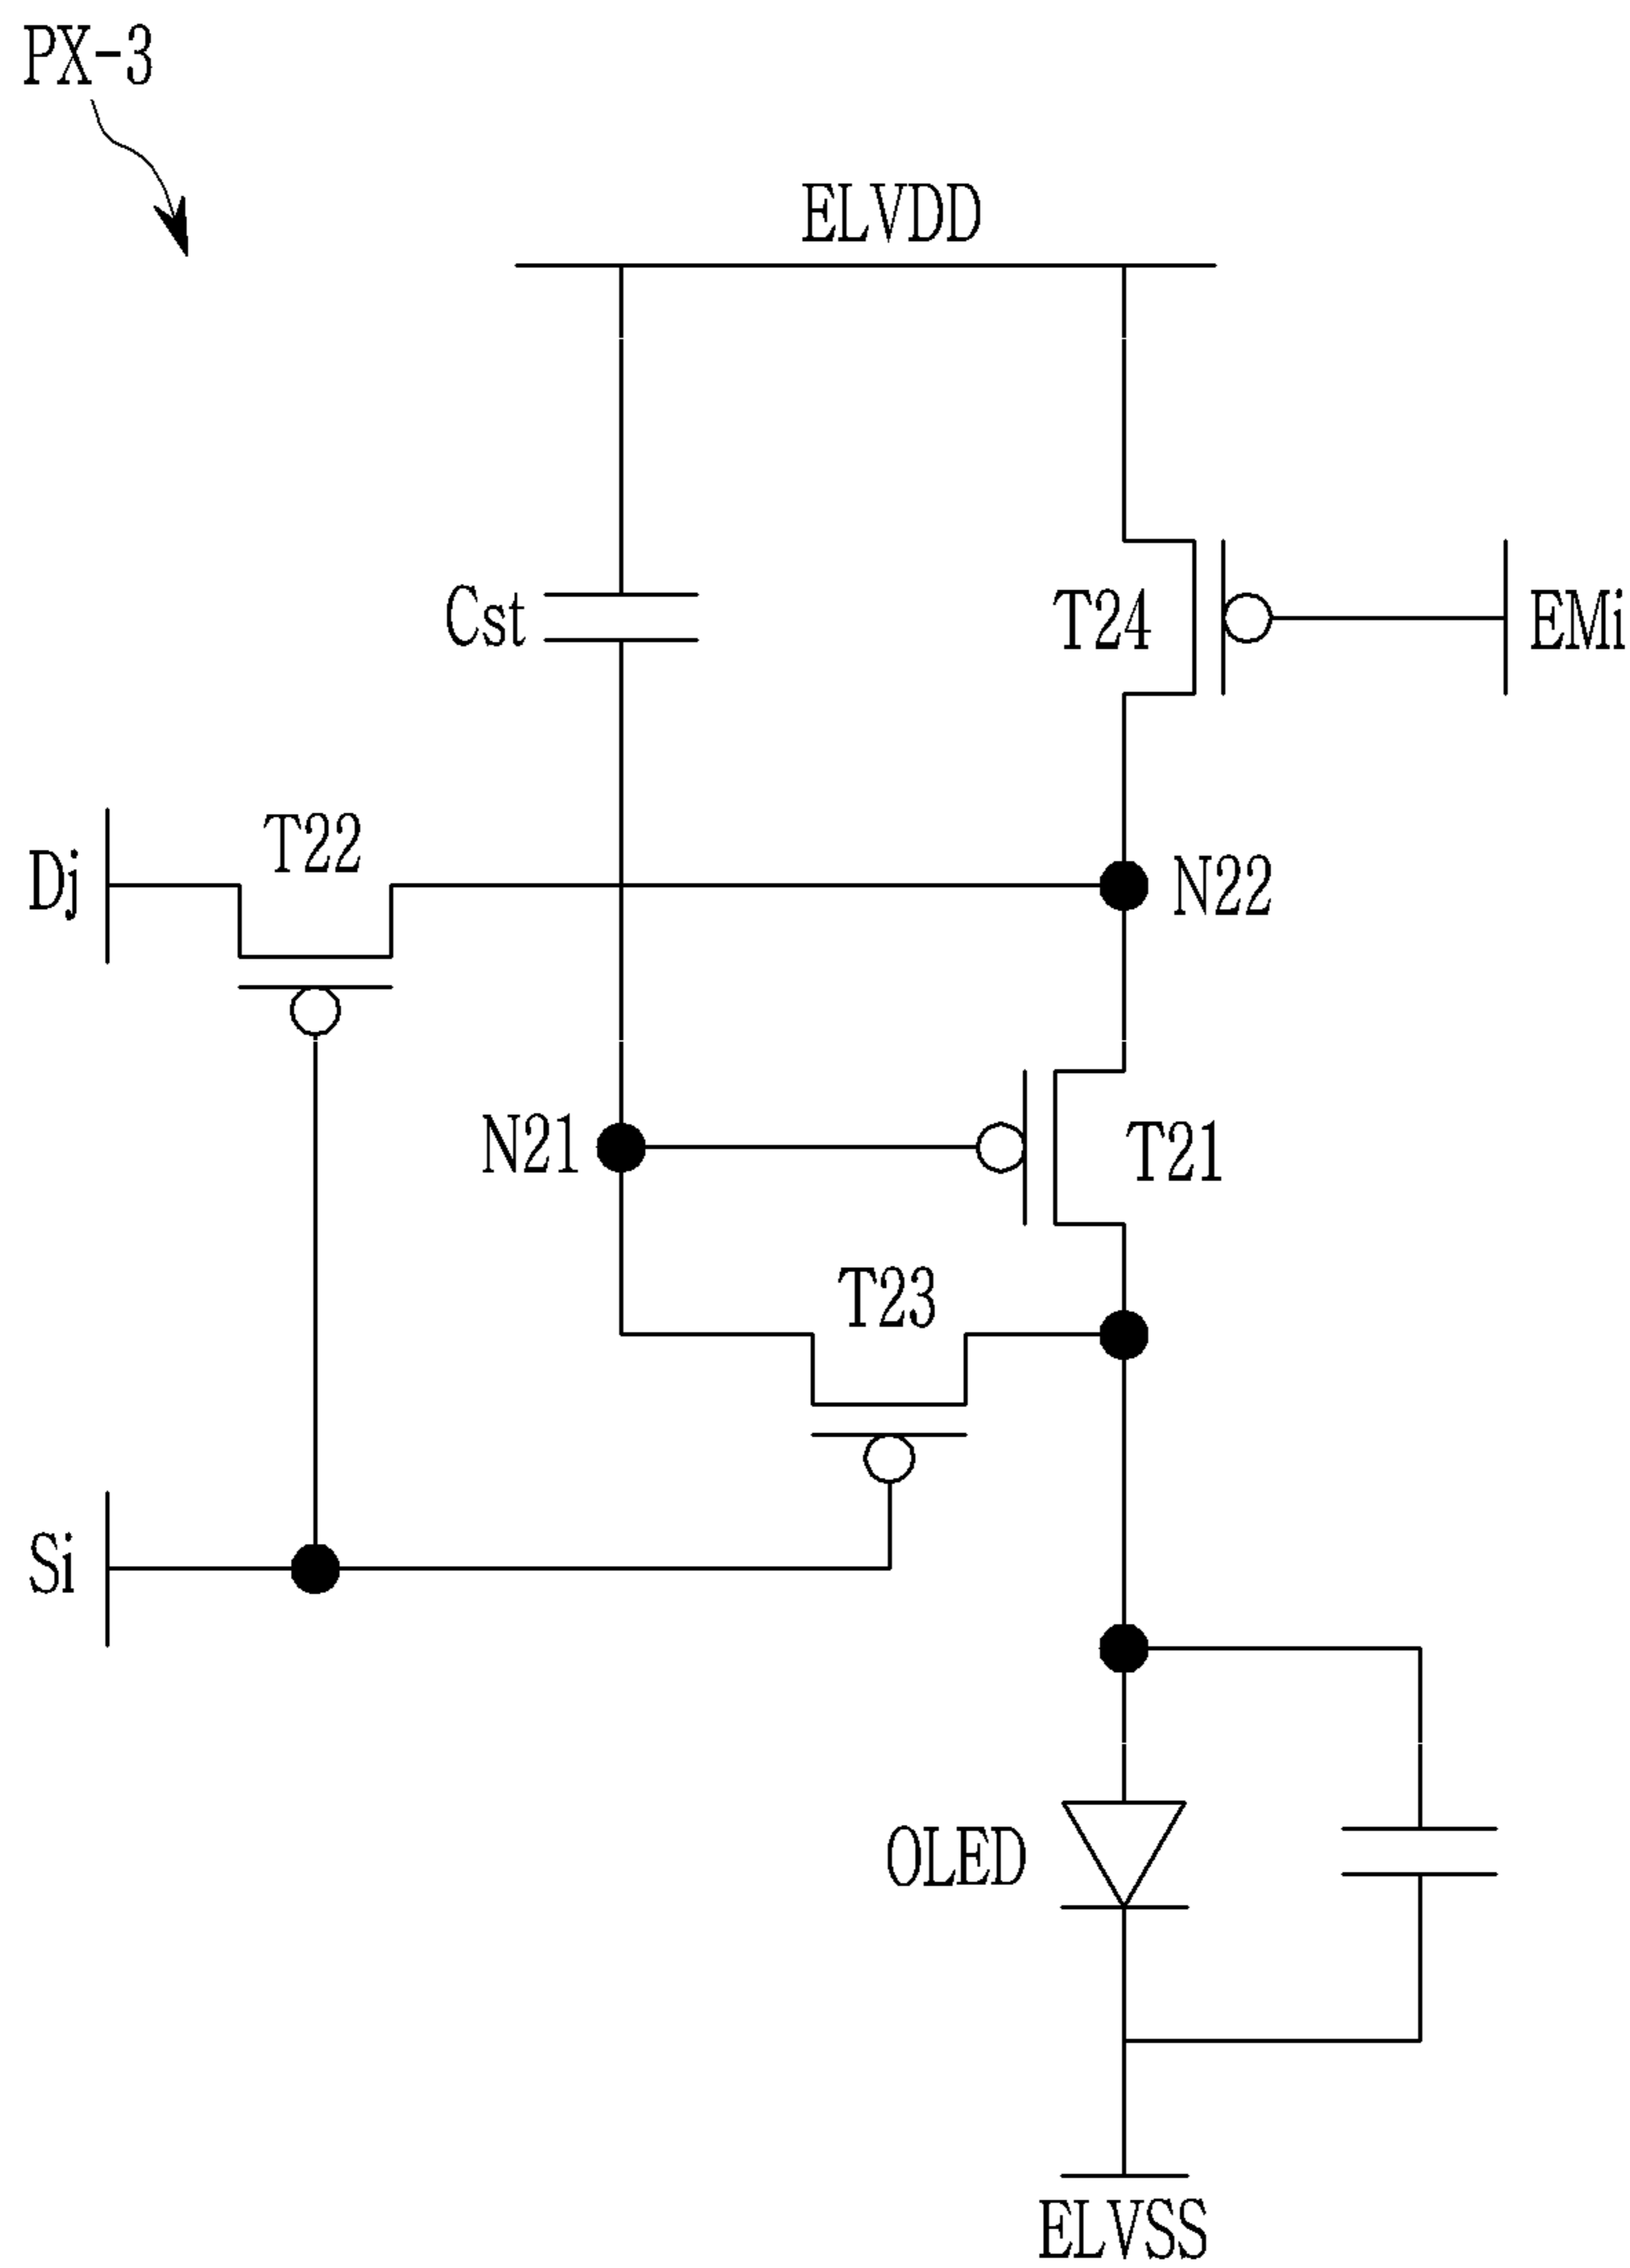 PX-3
ELVDD
Cst
T24
EMi
T22
Dj
N22
N21
T21
T23
Si
OLED
ELVSS